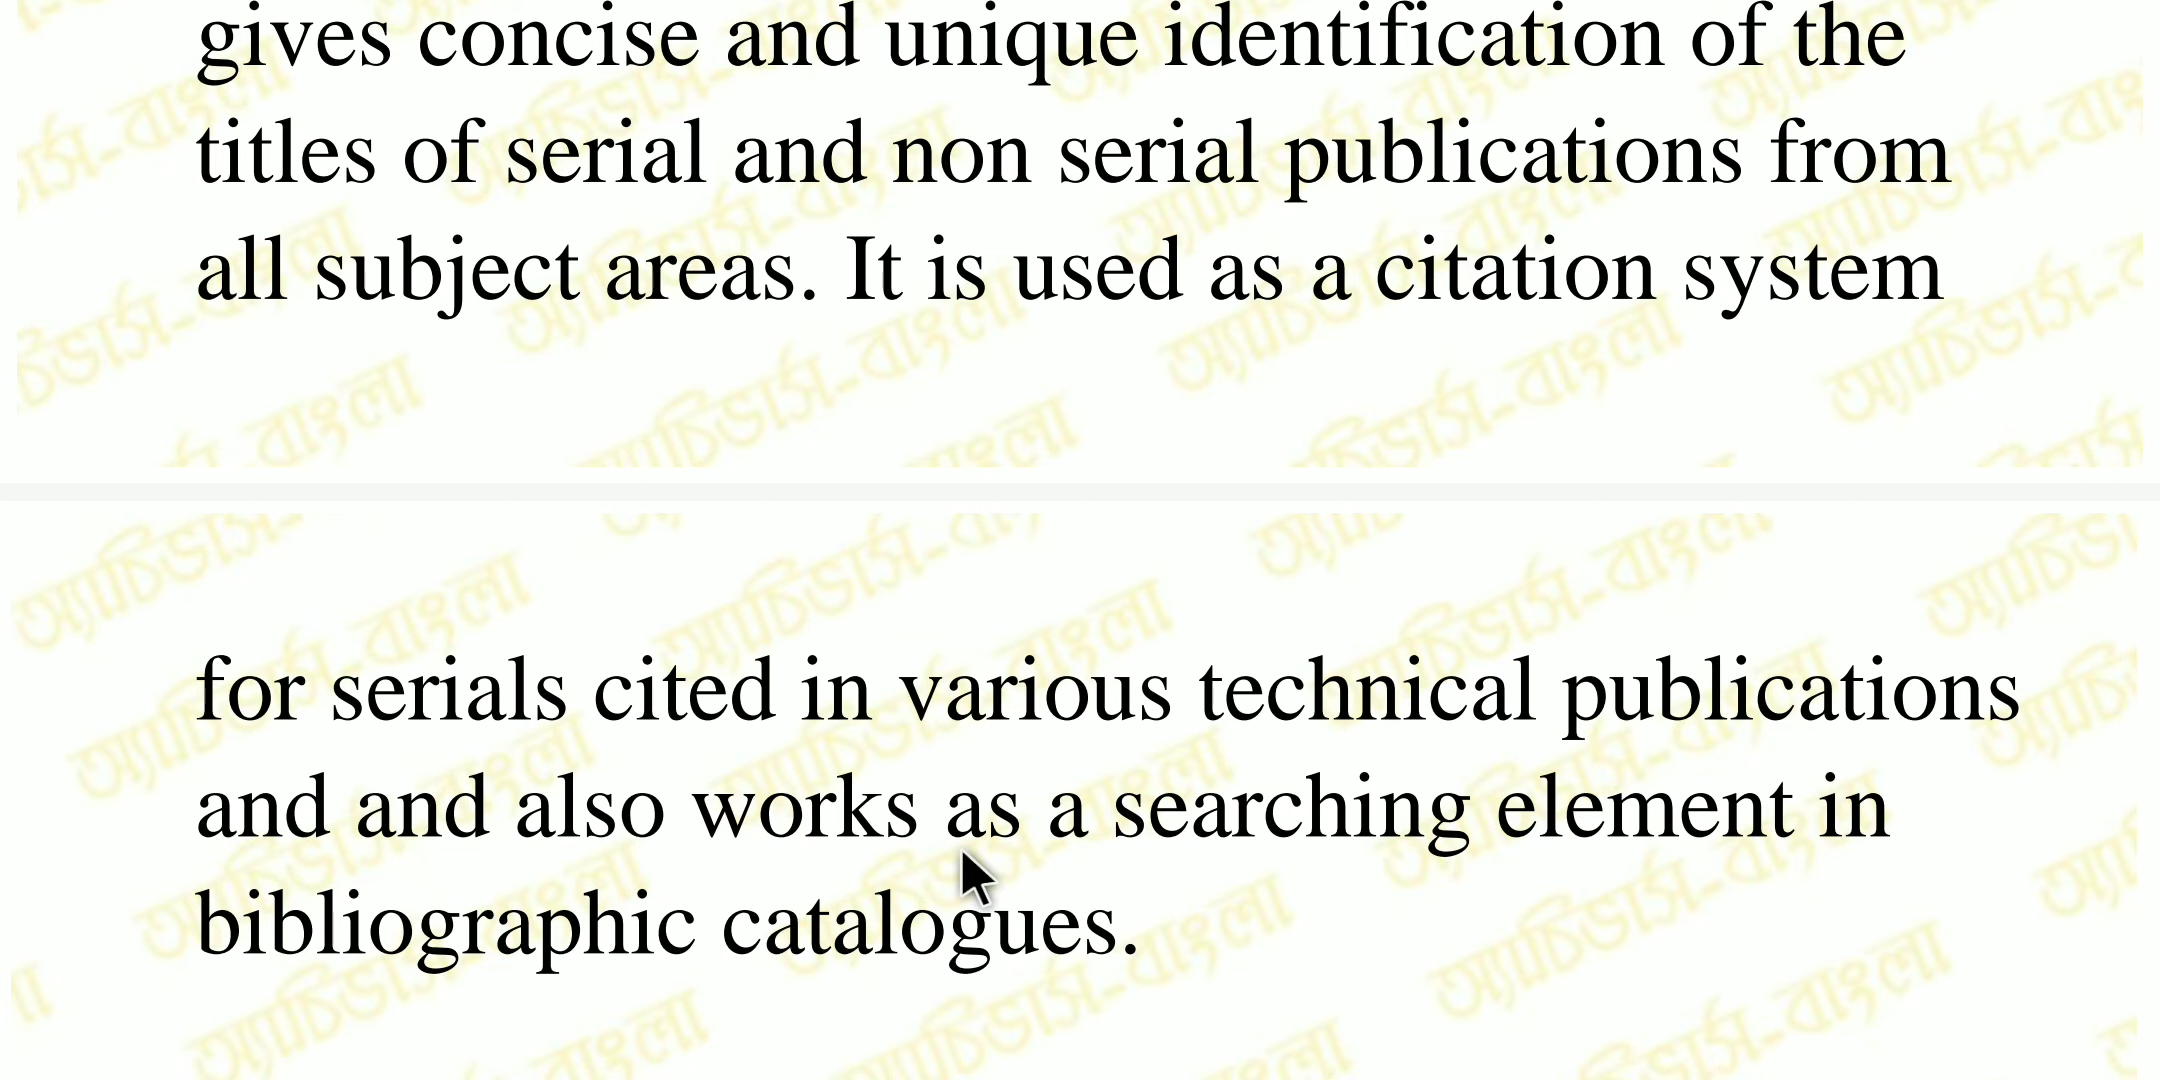 gives concise and unique identification of the
titles of serial and non serial publications from
all subject areas. It is used as a citation system
for serials cited in various technical publications
and and also works as a searching element in
bibliographic catalogues.